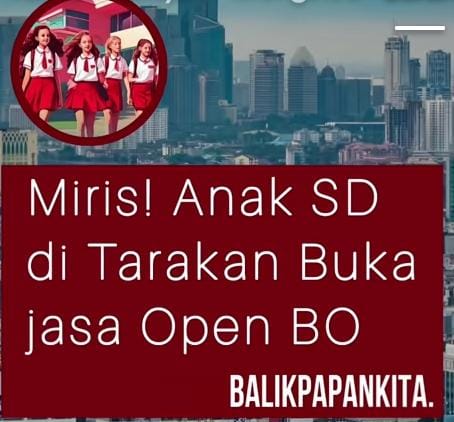 Miris! Anak SD
di Tarakan Buka
jasa Open BO
BALIKPAPANKITA.